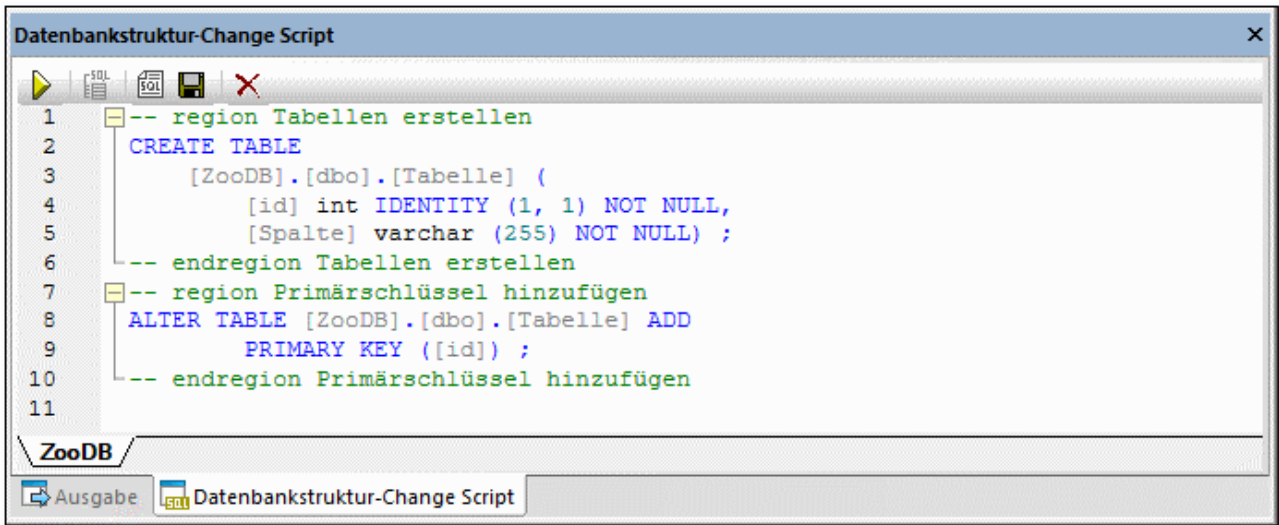 Datenbankstruktur-Change Script
1 -- region Tabellen erstellen
2 CREATE TABLE
3 [ZooDB].[dbo].[Tabelle] (
4 [id] int IDENTITY (1, 1) NOT NULL,
5 [Spalte] varchar (255) NOT NULL) ;
6 -- endregion Tabellen erstellen
7 -- region Primärschlüssel hinzufügen
8 ALTER TABLE [ZooDB].[dbo].[Tabelle] ADD
9 PRIMARY KEY ([id]) ;
10 -- endregion Primärschlüssel hinzufügen
11
ZooDB
Ausgabe Datenbankstruktur-Change Script